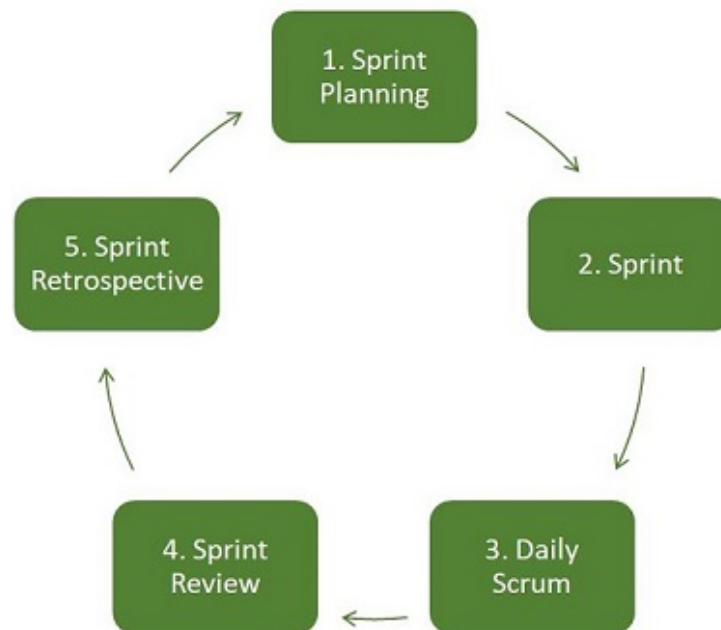 1. Sprint
Planning
2. Sprint
3. Daily
Scrum
4. Sprint
Review
5. Sprint
Retrospective